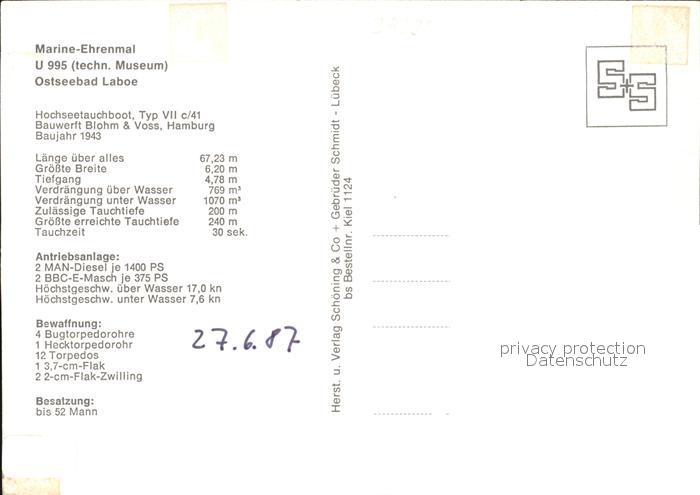 Marine-Ehrenmal
U 995 (techn. Museum)
Ostseebad Laboe
Hochseetauchboot, Typ VII c/41
Bauwerft Blohm & Voss, Hamburg
Baujahr 1943
Länge über alles 67,23 m
Größte Breite 6,20 m
Tiefgang 4,78 m
Verdrängung über Wasser 769 m³
Verdrängung unter Wasser 1070 m³
Zulässige Tauchtiefe 200 m
Größte erreichte Tauchtiefe 240 m
Tauchzeit 30 sek.
Antriebsanlage:
2 MAN-Diesel je 1400 PS
2 BBC-E-Masch je 375 PS
Höchstgeschw. über Wasser 17,0 kn
Höchstgeschw. unter Wasser 7,6 kn
Bewaffnung:
4 Bugtorpedorohre
1 Hecktorpedorohr
12 Torpedos
1 3,7-cm-Flak
2 2-cm-Flak-Zwilling
Besatzung:
bis 52 Mann
27.6.87
Herst. u. Verlag Schöning & Co + Gebrüder Schmidt - Lübeck
bs Bestellnr. Kiel 1124
S+S
privacy protection
Datenschutz